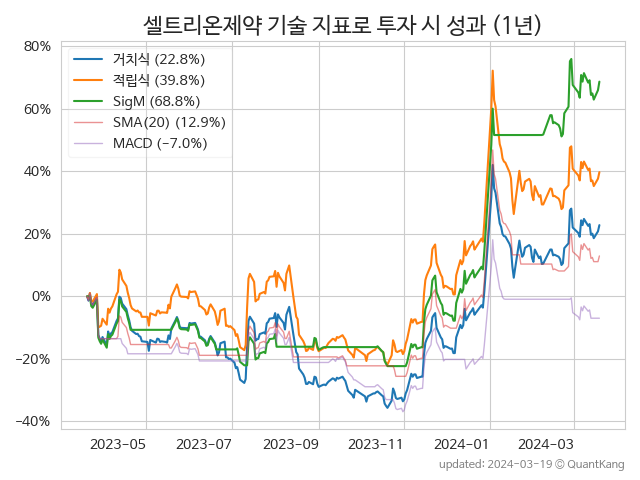 셀트리온제약 기술 지표로 투자 시 성과 (1년)
80%
60%
40%
20%
0%
−20%
−40%
거치식 (22.8%)
적립식 (39.8%)
SigM (68.8%)
SMA(20) (12.9%)
MACD (−7.0%)
2023-05
2023-07
2023-09
2023-11
2024-01
2024-03
updated: 2024-03-19 © QuantKang